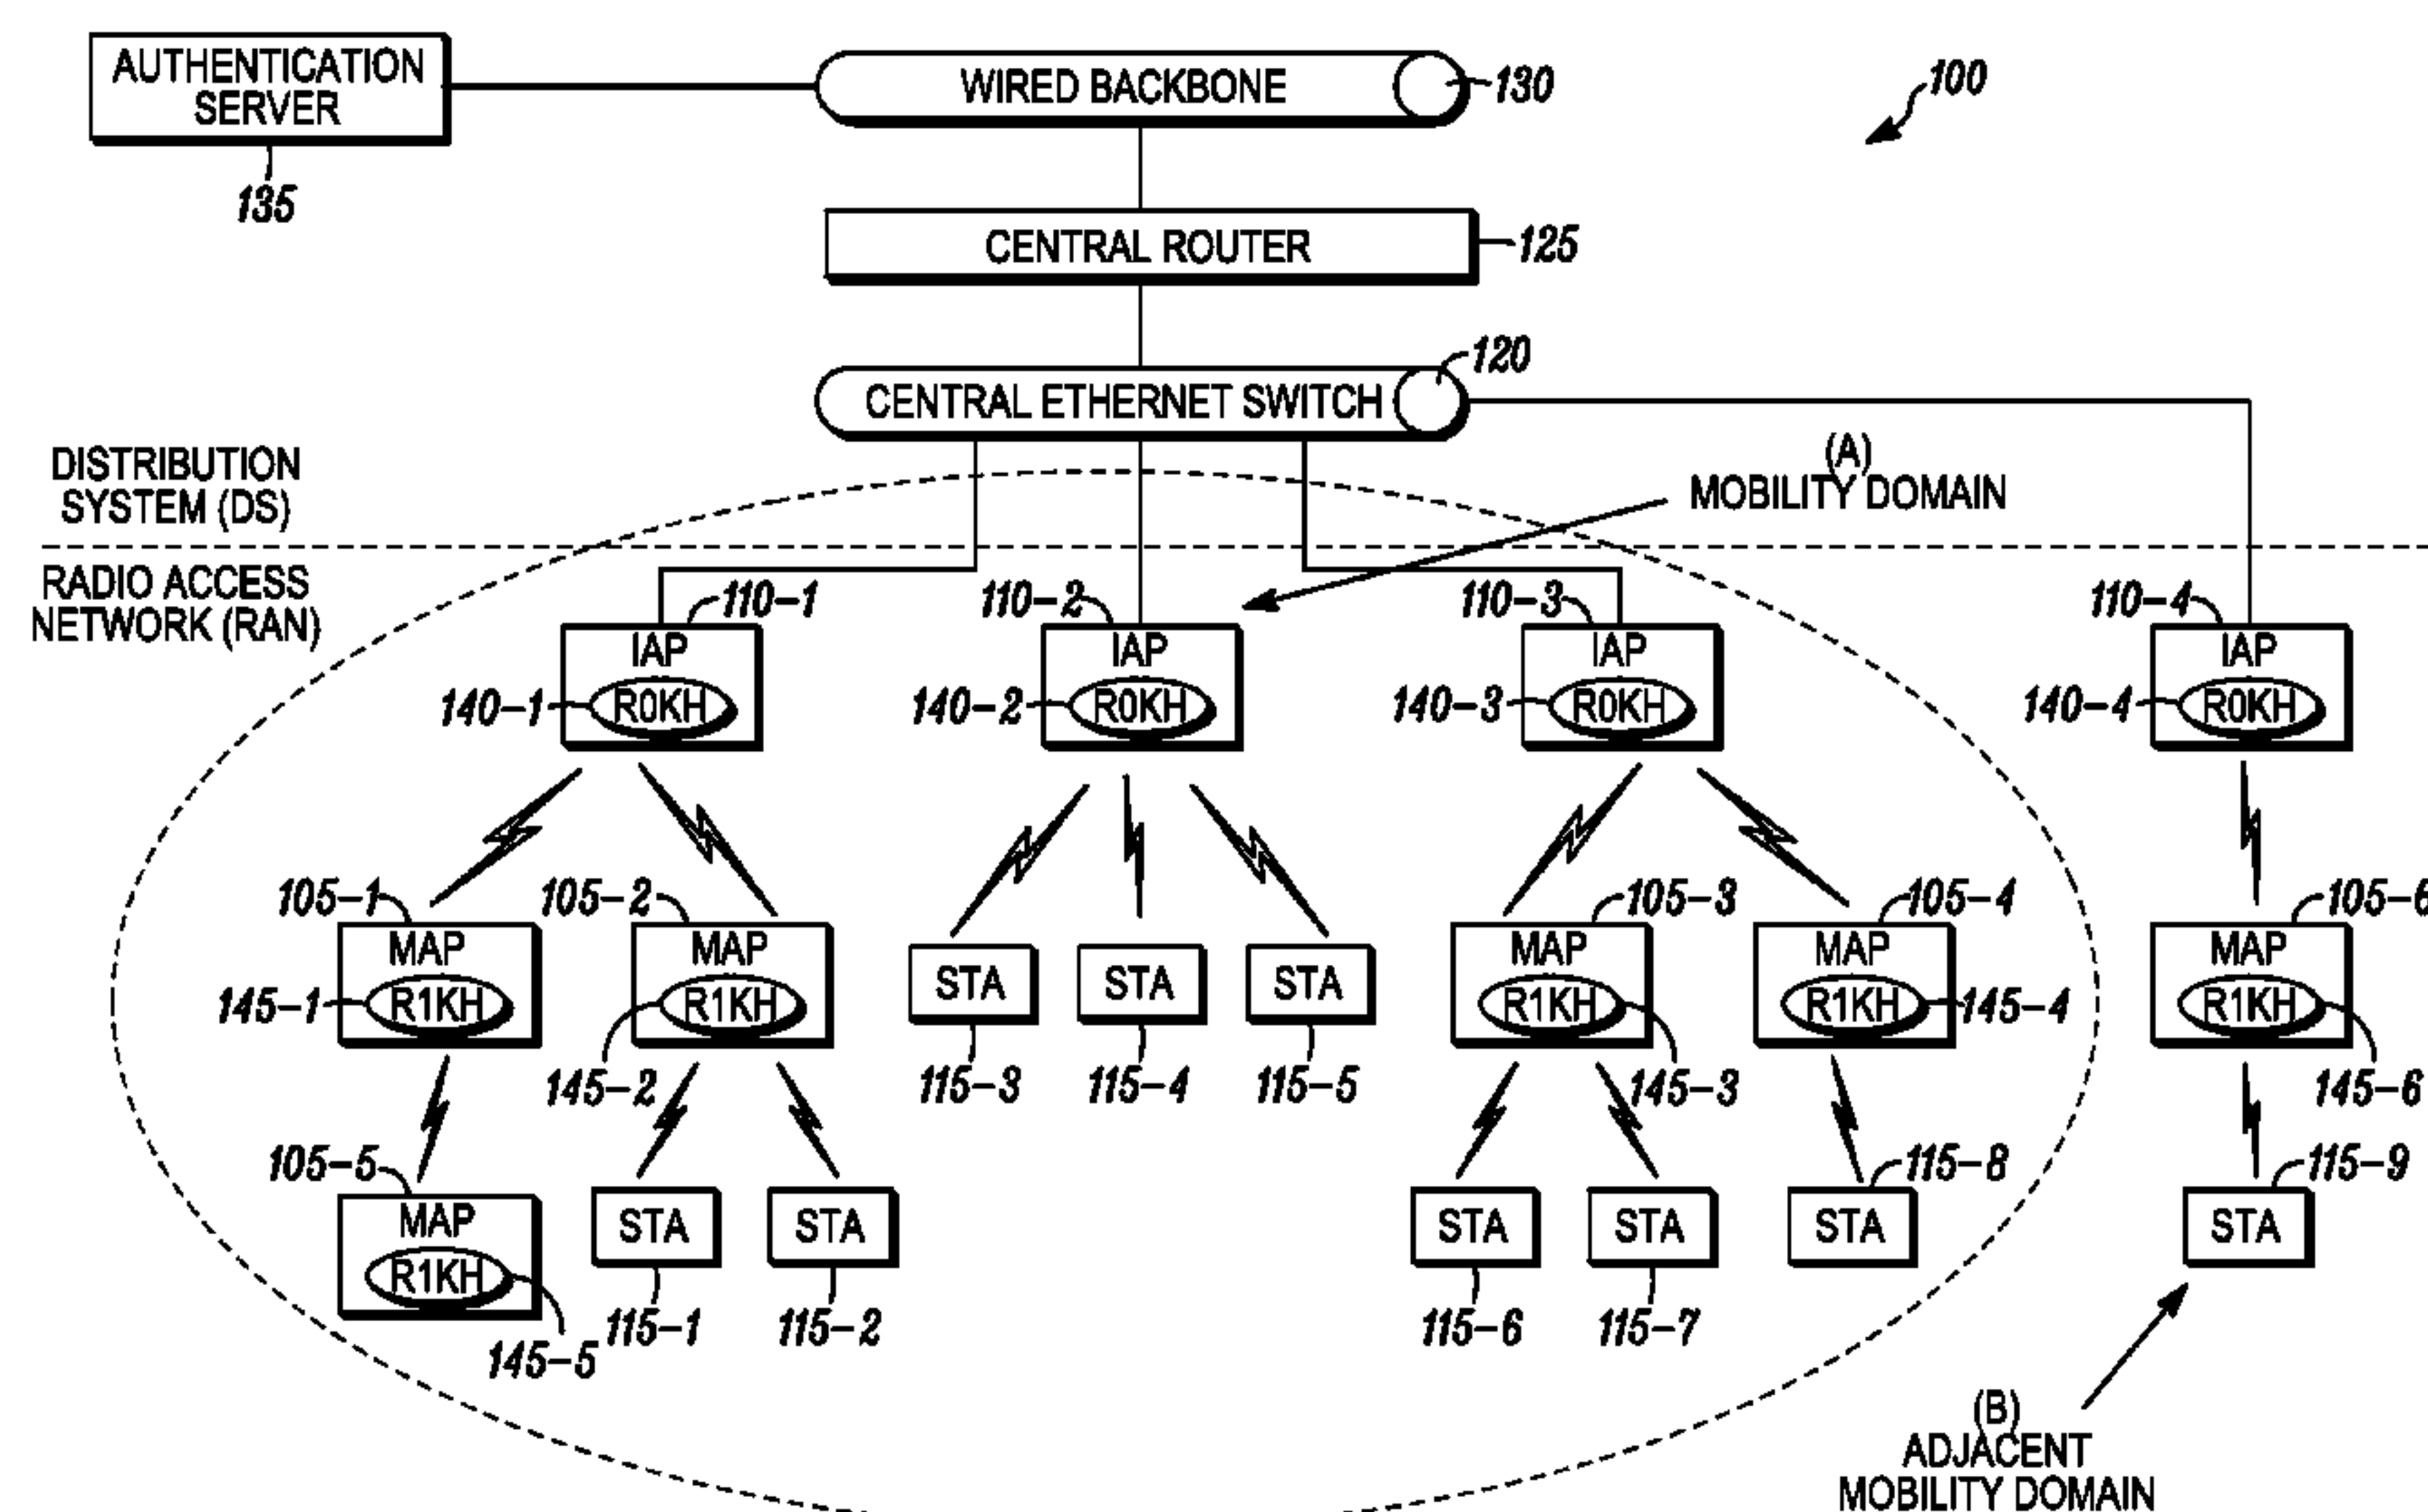 AUTHENTICATION
SERVER
135
WIRED BACKBONE
130
100
CENTRAL ROUTER
125
120
CENTRAL ETHERNET SWITCH
DISTRIBUTION
SYSTEM (DS)
(A)
MOBILITY DOMAIN
RADIO ACCESS
NETWORK (RAN)
110-1
110-2
110-3
110-4
IAP
IAP
IAP
IAP
140-1
R0KH
140-2
R0KH
140-3
R0KH
140-4
R0KH
105-1
105-2
105-3
105-4
105-6
MAP
MAP
MAP
MAP
MAP
STA
STA
STA
145-1
R1KH
R1KH
R1KH
R1KH
145-4
R1KH
145-2
115-3
115-4
115-5
145-3
145-6
105-5
115-8
115-9
MAP
STA
STA
STA
STA
STA
STA
R1KH
145-5
115-1
115-2
115-6
115-7
(B)
ADJACENT
MOBILITY DOMAIN